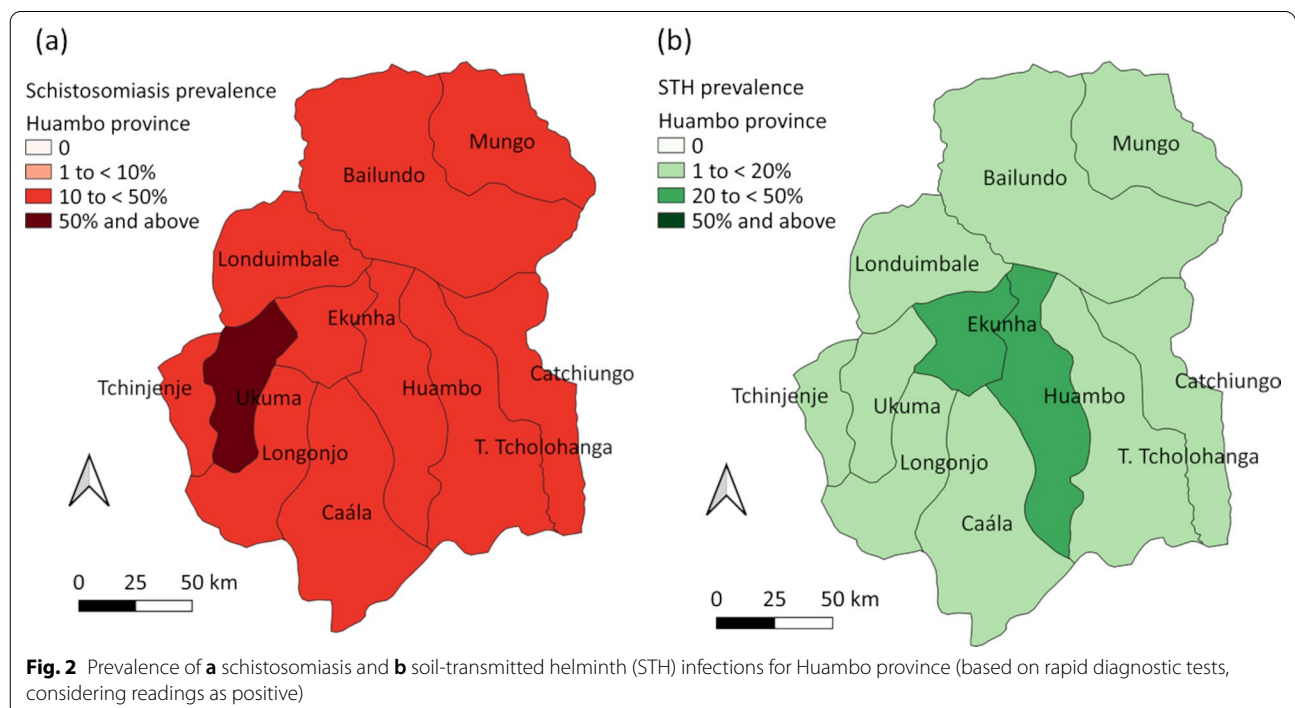 (a)
Schistosomiasis prevalence
Huambo province
0
1 to < 10%
10 to < 50%
50% and above
Mungo
Bailundo
Londuimbale
Ekunha
Tchinjenje
Ukuma
Huambo
Catchiungo
Longonjo
T. Tcholohanga
Caála
0 25 50 km
(b)
STH prevalence
Huambo province
0
1 to < 20%
20 to < 50%
50% and above
Mungo
Bailundo
Londuimbale
Ekunha
Tchinjenje
Ukuma
Huambo
Catchiungo
Longonjo
T. Tcholohanga
Caála
0 25 50 km
Fig. 2 Prevalence of a schistosomiasis and b soil-transmitted helminth (STH) infections for Huambo province (based on rapid diagnostic tests,
considering readings as positive)